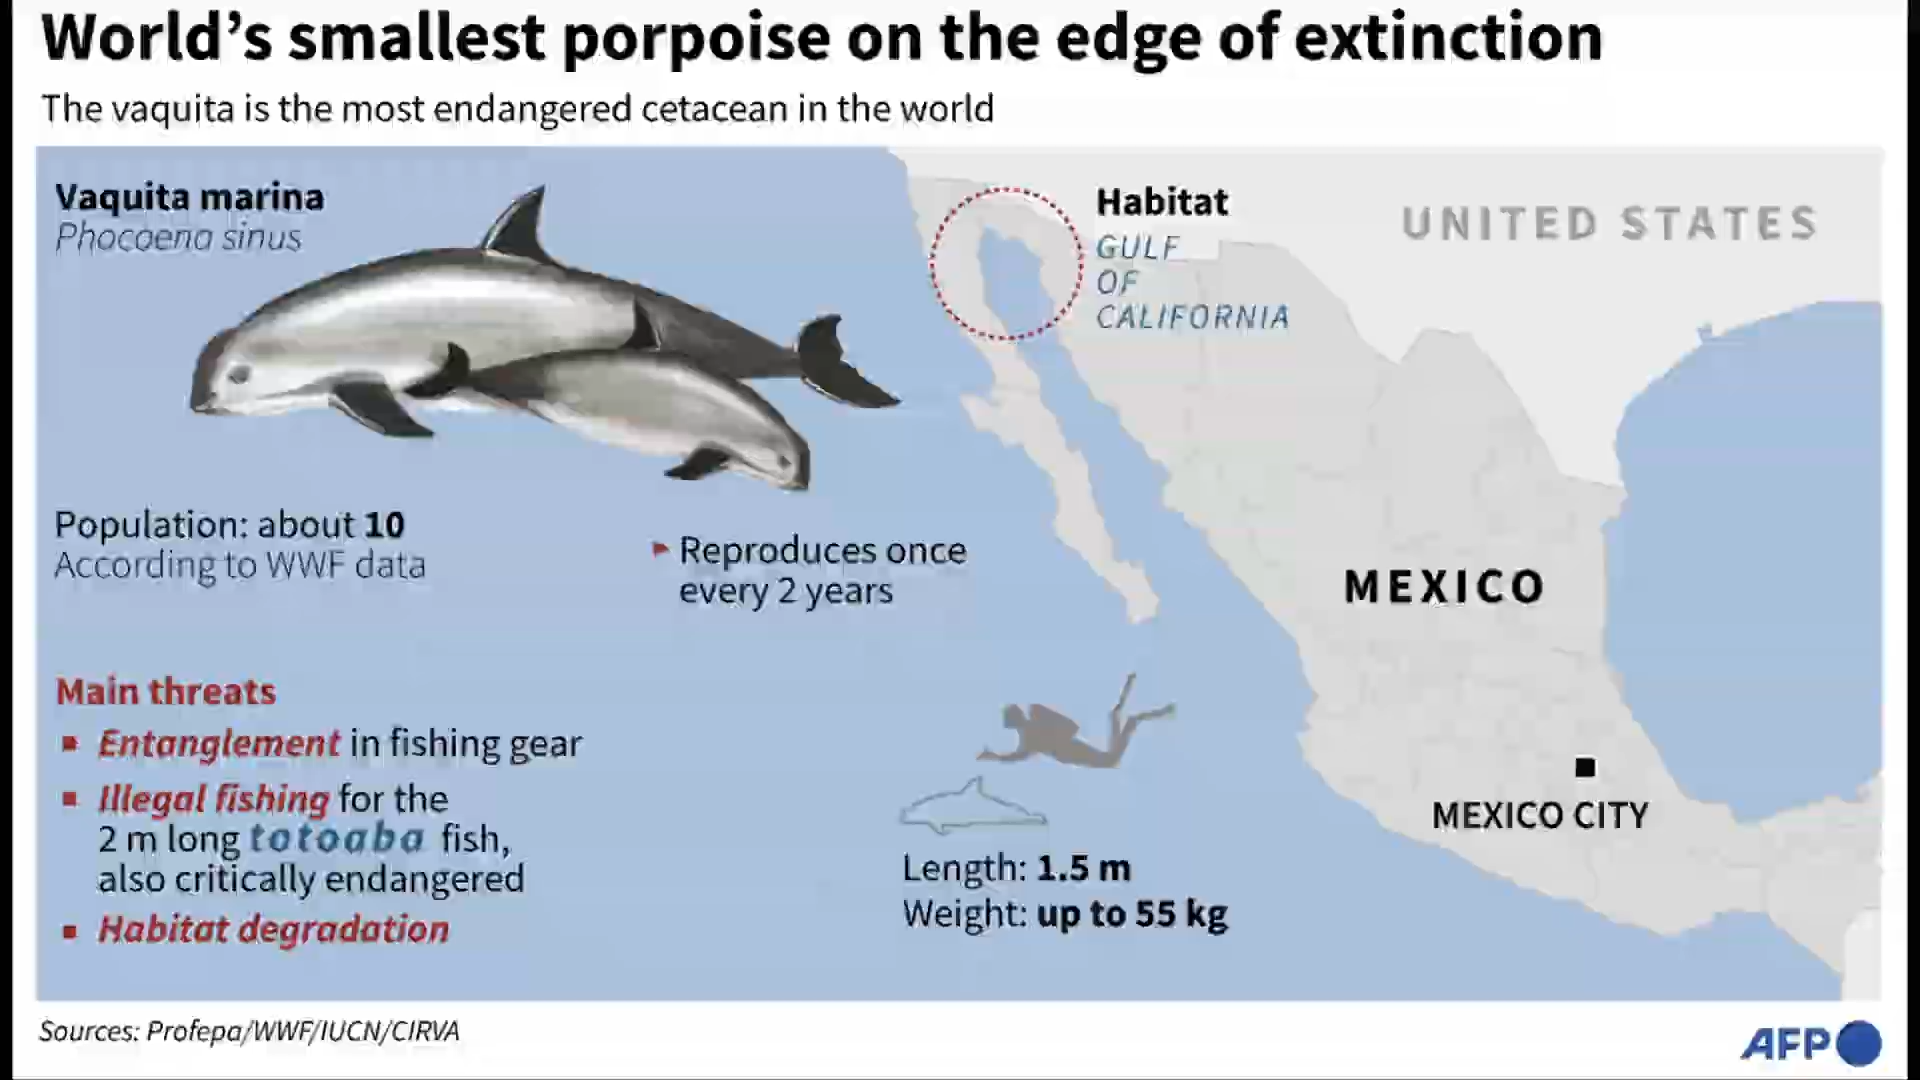 World's smallest porpoise on the edge of extinction
The vaquita is the most endangered cetacean in the world
Vaquita marina
Phocoena sinus
Habitat
GULF
OF
CALIFORNIA
UNITED STATES
Population: about 10
According to WWF data
▸ Reproduces once
every 2 years
MEXICO
Main threats
▪ Entanglement in fishing gear
▪ Illegal fishing for the
2 m long totoaba fish,
also critically endangered
▪ Habitat degradation
MEXICO CITY
Length: 1.5 m
Weight: up to 55 kg
Sources: Profepa/WWF/IUCN/CIRVA
AFP